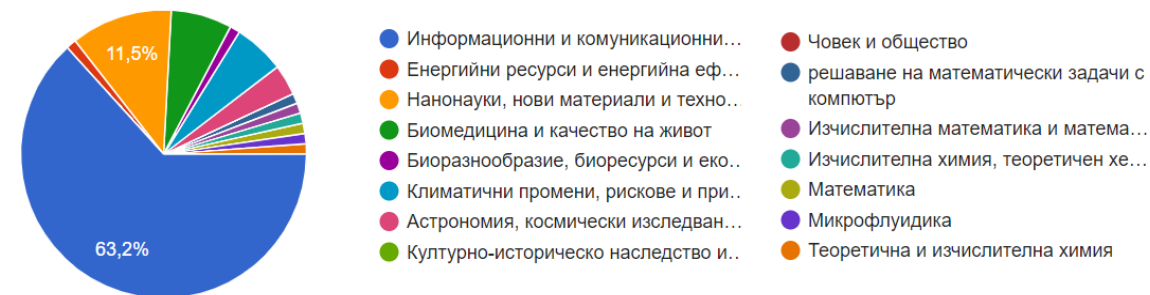 11,5%
63,2%
Информационни и комуникационни…
Енергийни ресурси и енергийна еф…
Нанонауки, нови материали и техно…
Биомедицина и качество на живот
Биоразнообразие, биоресурси и еко…
Климатични промени, рискове и при…
Астрономия, космически изследван…
Културно-историческо наследство и…
Човек и общество
решаване на математически задачи с
компютър
Изчислителна математика и матема…
Изчислителна химия, теоретичен хе…
Математика
Микрофлуидика
Теоретична и изчислителна химия